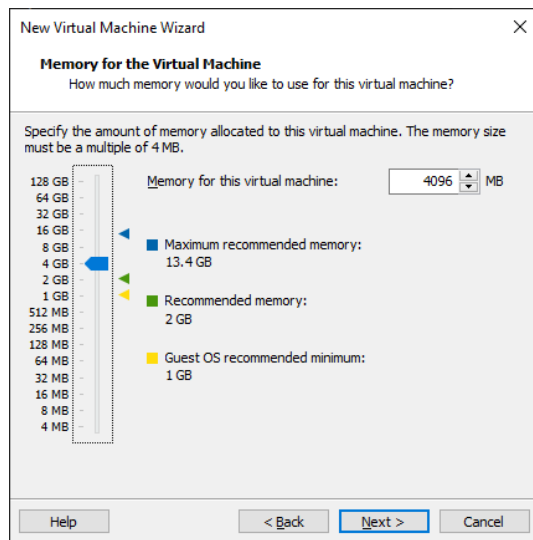 New Virtual Machine Wizard
Memory for the Virtual Machine
How much memory would you like to use for this virtual machine?
Specify the amount of memory allocated to this virtual machine. The memory size
must be a multiple of 4 MB.
128 GB
64 GB
32 GB
16 GB
8 GB
4 GB
2 GB
1 GB
512 MB
256 MB
128 MB
64 MB
32 MB
16 MB
8 MB
4 MB
Memory for this virtual machine: 4096 MB
Maximum recommended memory:
13.4 GB
Recommended memory:
2 GB
Guest OS recommended minimum:
1 GB
Help < Back Next > Cancel